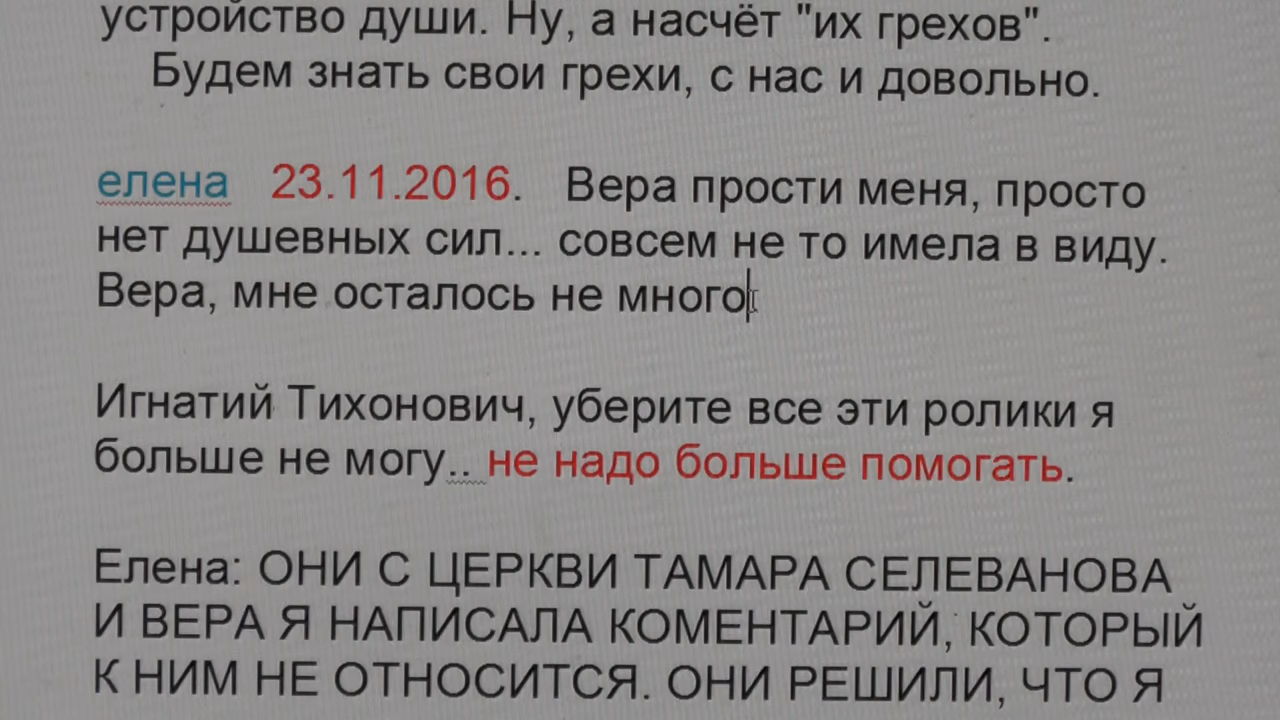 устройство души. Ну, а насчёт "их грехов".
Будем знать свои грехи, с нас и довольно.
елена 23.11.2016. Вера прости меня, просто
нет душевных сил... совсем не то имела в виду.
Вера, мне осталось не много
Игнатий Тихонович, уберите все эти ролики я
больше не могу.. не надо больше помогать.
Елена: ОНИ С ЦЕРКВИ ТАМАРА СЕЛЕВАНОВА
И ВЕРА Я НАПИСАЛА КОМЕНТАРИЙ, КОТОРЫЙ
К НИМ НЕ ОТНОСИТСЯ. ОНИ РЕШИЛИ, ЧТО Я